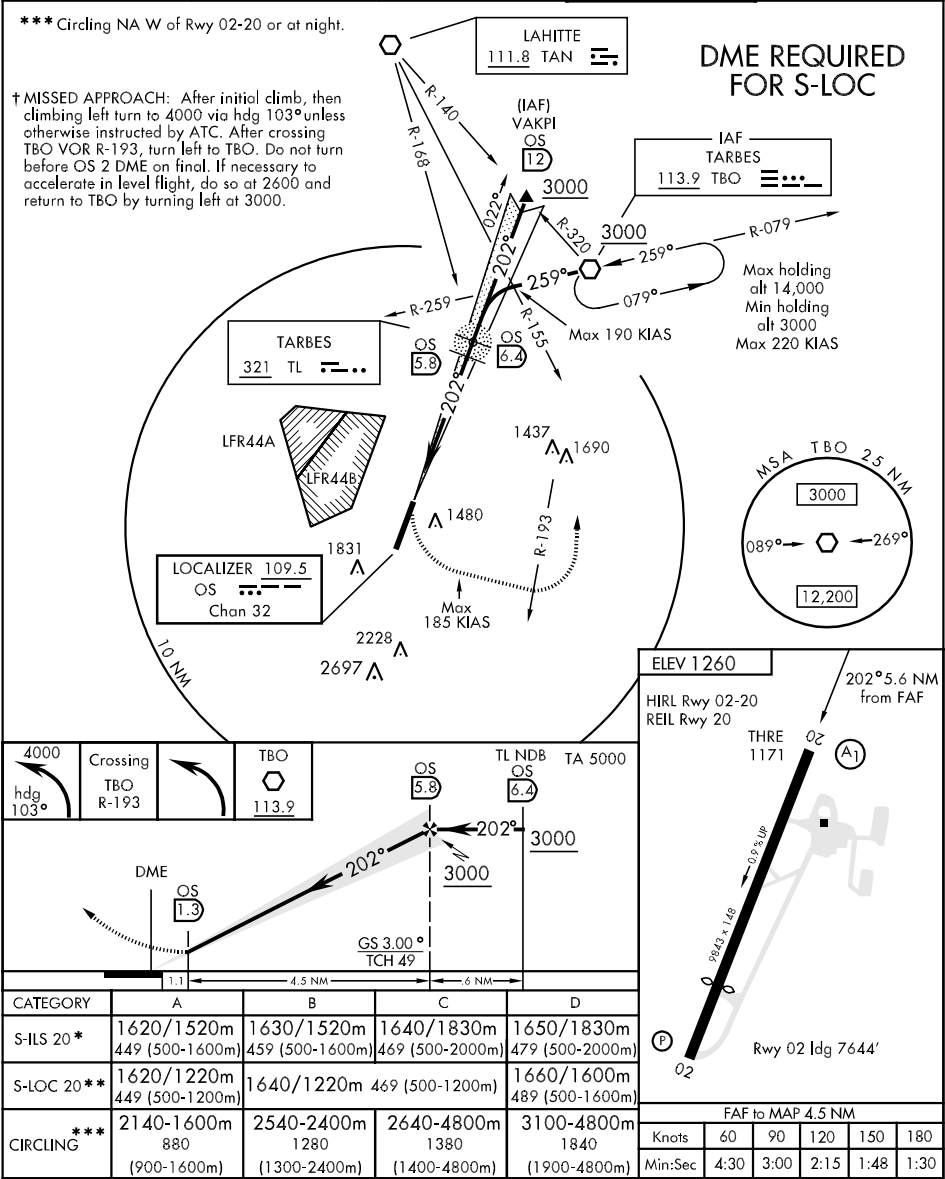 *** Circling NA W of Rwy 02-20 or at night.
LAHITTE
111.8 TAN
DME REQUIRED
FOR S-LOC
† MISSED APPROACH: After initial climb, then
climbing left turn to 4000 via hdg 103° unless
otherwise instructed by ATC. After crossing
TBO VOR R-193, turn left to TBO. Do not turn
before OS 2 DME on final. If necessary to
accelerate in level flight, do so at 2600 and
return to TBO by turning left at 3000.
R-140
R-168
(IAF)
VAKPI
OS
12
3000
IAF
TARBES
113.9 TBO
022°
202°
R-320
3000
R-079
259°
259°
079°
Max holding
alt 14,000
Min holding
alt 3000
Max 220 KIAS
R-259
R-155
Max 190 KIAS
TARBES
321 TL
OS
5.8
OS
6.4
202°
LFR44A
LFR44B
1437
1690
1480
R-193
MSA TBO 25 NM
3000
089°
269°
12,200
1831
LOCALIZER 109.5
OS
Chan 32
Max
185 KIAS
2228
2697
10 NM
ELEV 1260
HIRL Rwy 02-20
REIL Rwy 20
202° 5.6 NM
from FAF
THRE
1171
20
A1
0.9% UP
9843 x 148
P
02
Rwy 02 ldg 7644'
4000
hdg
103°
Crossing
TBO
R-193
TBO
113.9
OS
5.8
TL NDB
OS
6.4
TA 5000
202°
3000
202°
3000
DME
OS
1.3
GS 3.00°
TCH 49
1.1
4.5 NM
.6 NM
CATEGORY A B C D
S-ILS 20 * 1620/1520m 1630/1520m 1640/1830m 1650/1830m
449 (500-1600m) 459 (500-1600m) 469 (500-2000m) 479 (500-2000m)
S-LOC 20 ** 1620/1220m 1640/1220m 469 (500-1200m) 1660/1600m
449 (500-1200m) 489 (500-1600m)
CIRCLING *** 2140-1600m 2540-2400m 2640-4800m 3100-4800m
880 1280 1380 1840
(900-1600m) (1300-2400m) (1400-4800m) (1900-4800m)
FAF to MAP 4.5 NM
Knots 60 90 120 150 180
Min:Sec 4:30 3:00 2:15 1:48 1:30